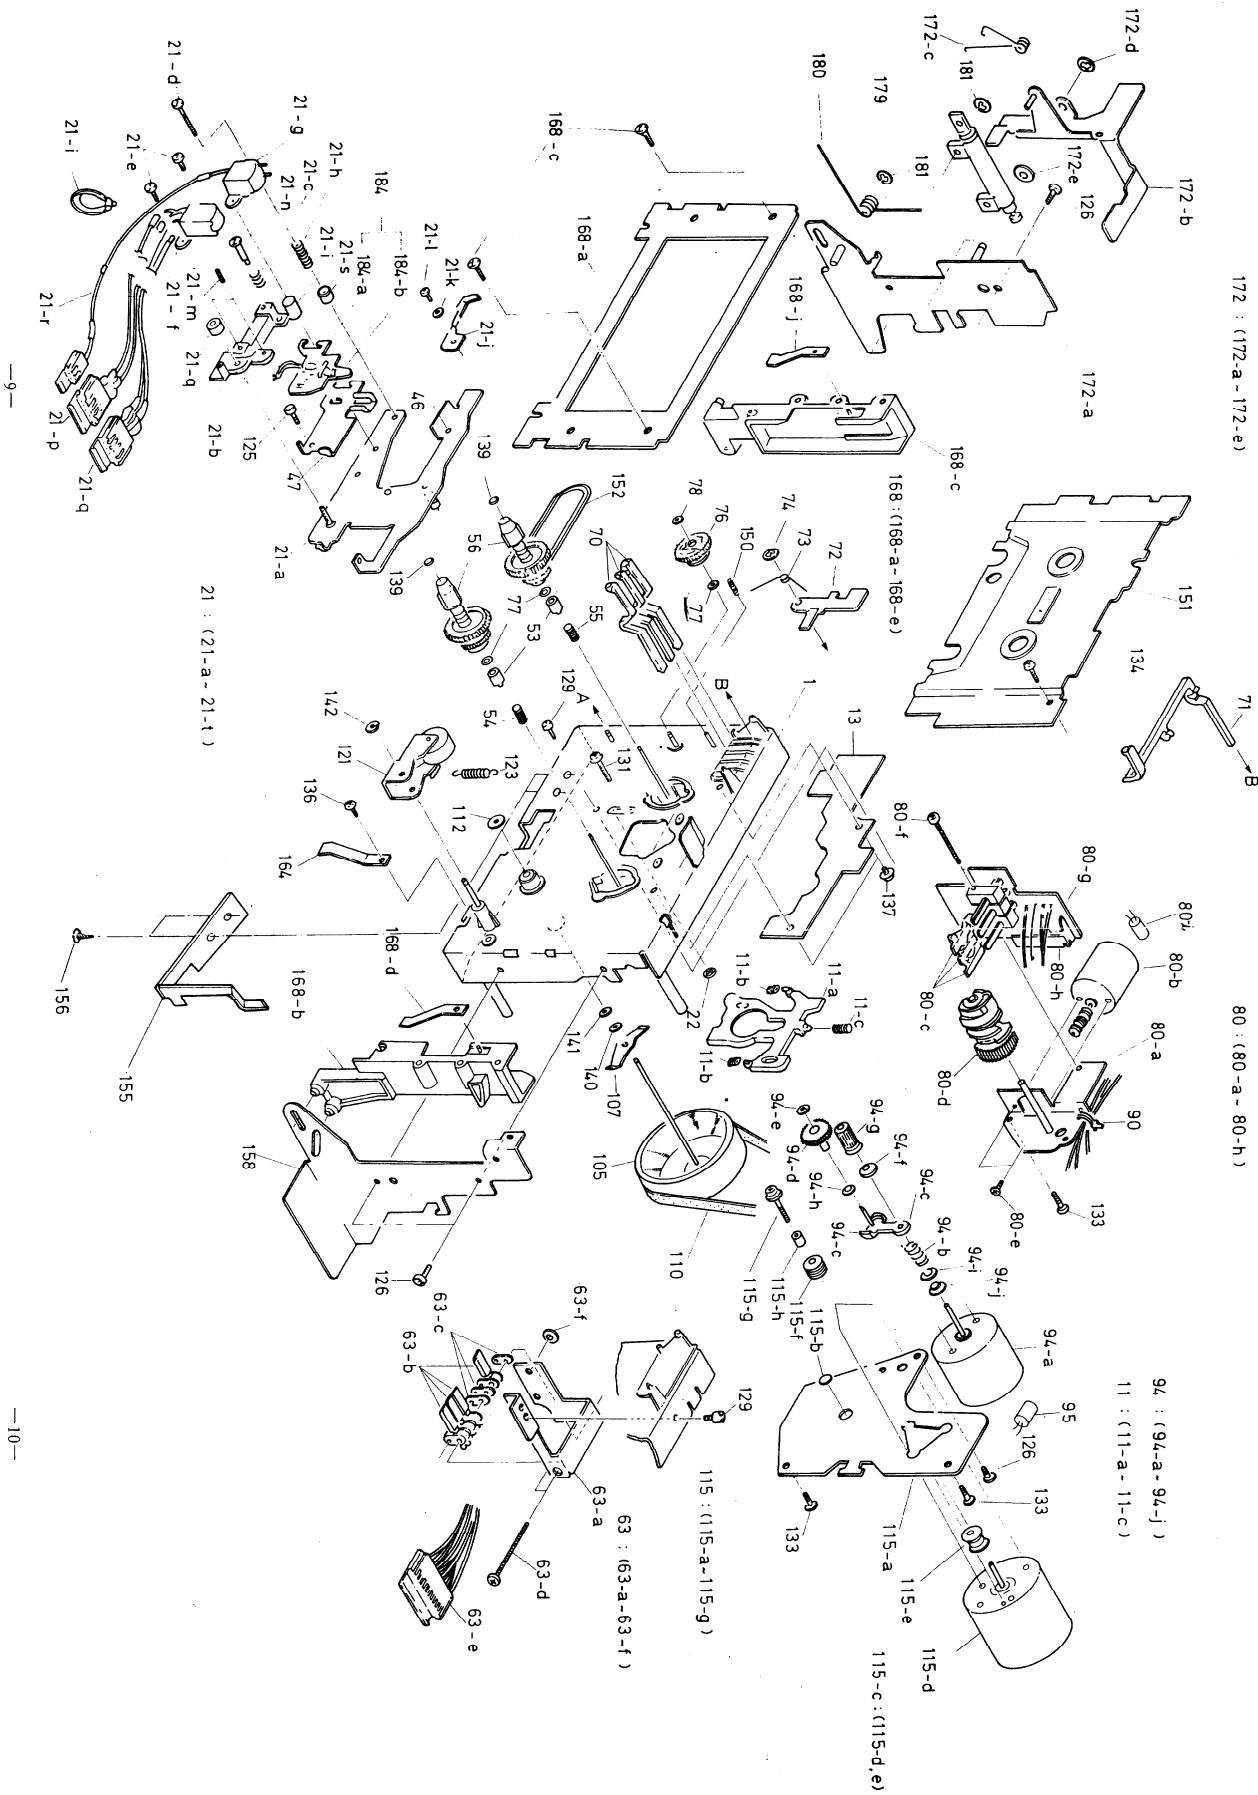 172 : (172-a ~ 172-e)
172-d
172-c
181
180
179
181
172-e
126
172-b
172-a
168-c
168-a
168-j
168-c
168 : (168-a ~ 168-e)
151
134
71
B
21-d
21-g
21-h
21-c
21-n
184
21-i
21-s
184-a
184-b
21-l
21-k
21-j
21-e
21-i
21-r
21-m
21-f
21-q
21-p
21-q
21-b
125
47
46
21-a
21 : (21-a ~ 21-t)
139
152
56
139
77
53
55
54
70
78
76
150
77
74
73
72
B
A
1
13
129
131
142
121
123
136
112
164
137
22
80 : (80-a ~ 80-h)
80-f
80-g
80-i
80-h
80-b
80-c
80-d
80-a
90
80-e
133
11-b
11-a
11-c
11-b
156
155
168-d
168-b
158
141
140
107
105
110
126
94 : (94-a ~ 94-j)
11 : (11-a ~ 11-c)
94-e
94-g
94-d
94-f
94-h
94-c
94-c
94-b
94-i
94-j
94-a
95
126
133
115-g
115-h
115-f
115-b
133
115-a
115-e
115-d
115-c : (115-d,e)
115 : (115-a ~ 115-g)
63-f
63-c
63-b
129
63-a
63-d
63-e
63 : (63-a ~ 63-f)
—9—
—10—